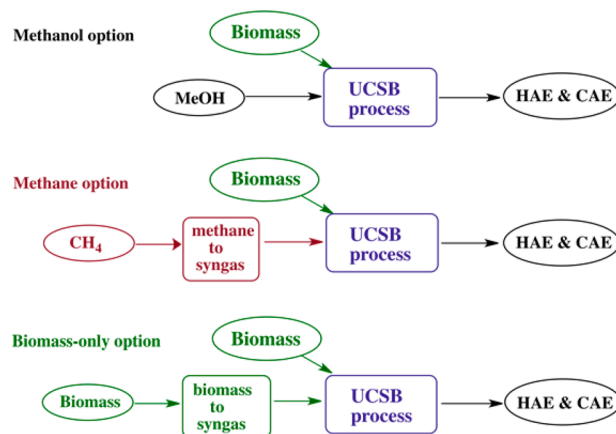 Methanol option
Biomass
MeOH
UCSB
process
HAE & CAE
Methane option
Biomass
CH4
methane
to
syngas
UCSB
process
HAE & CAE
Biomass-only option
Biomass
Biomass
biomass
to
syngas
UCSB
process
HAE & CAE